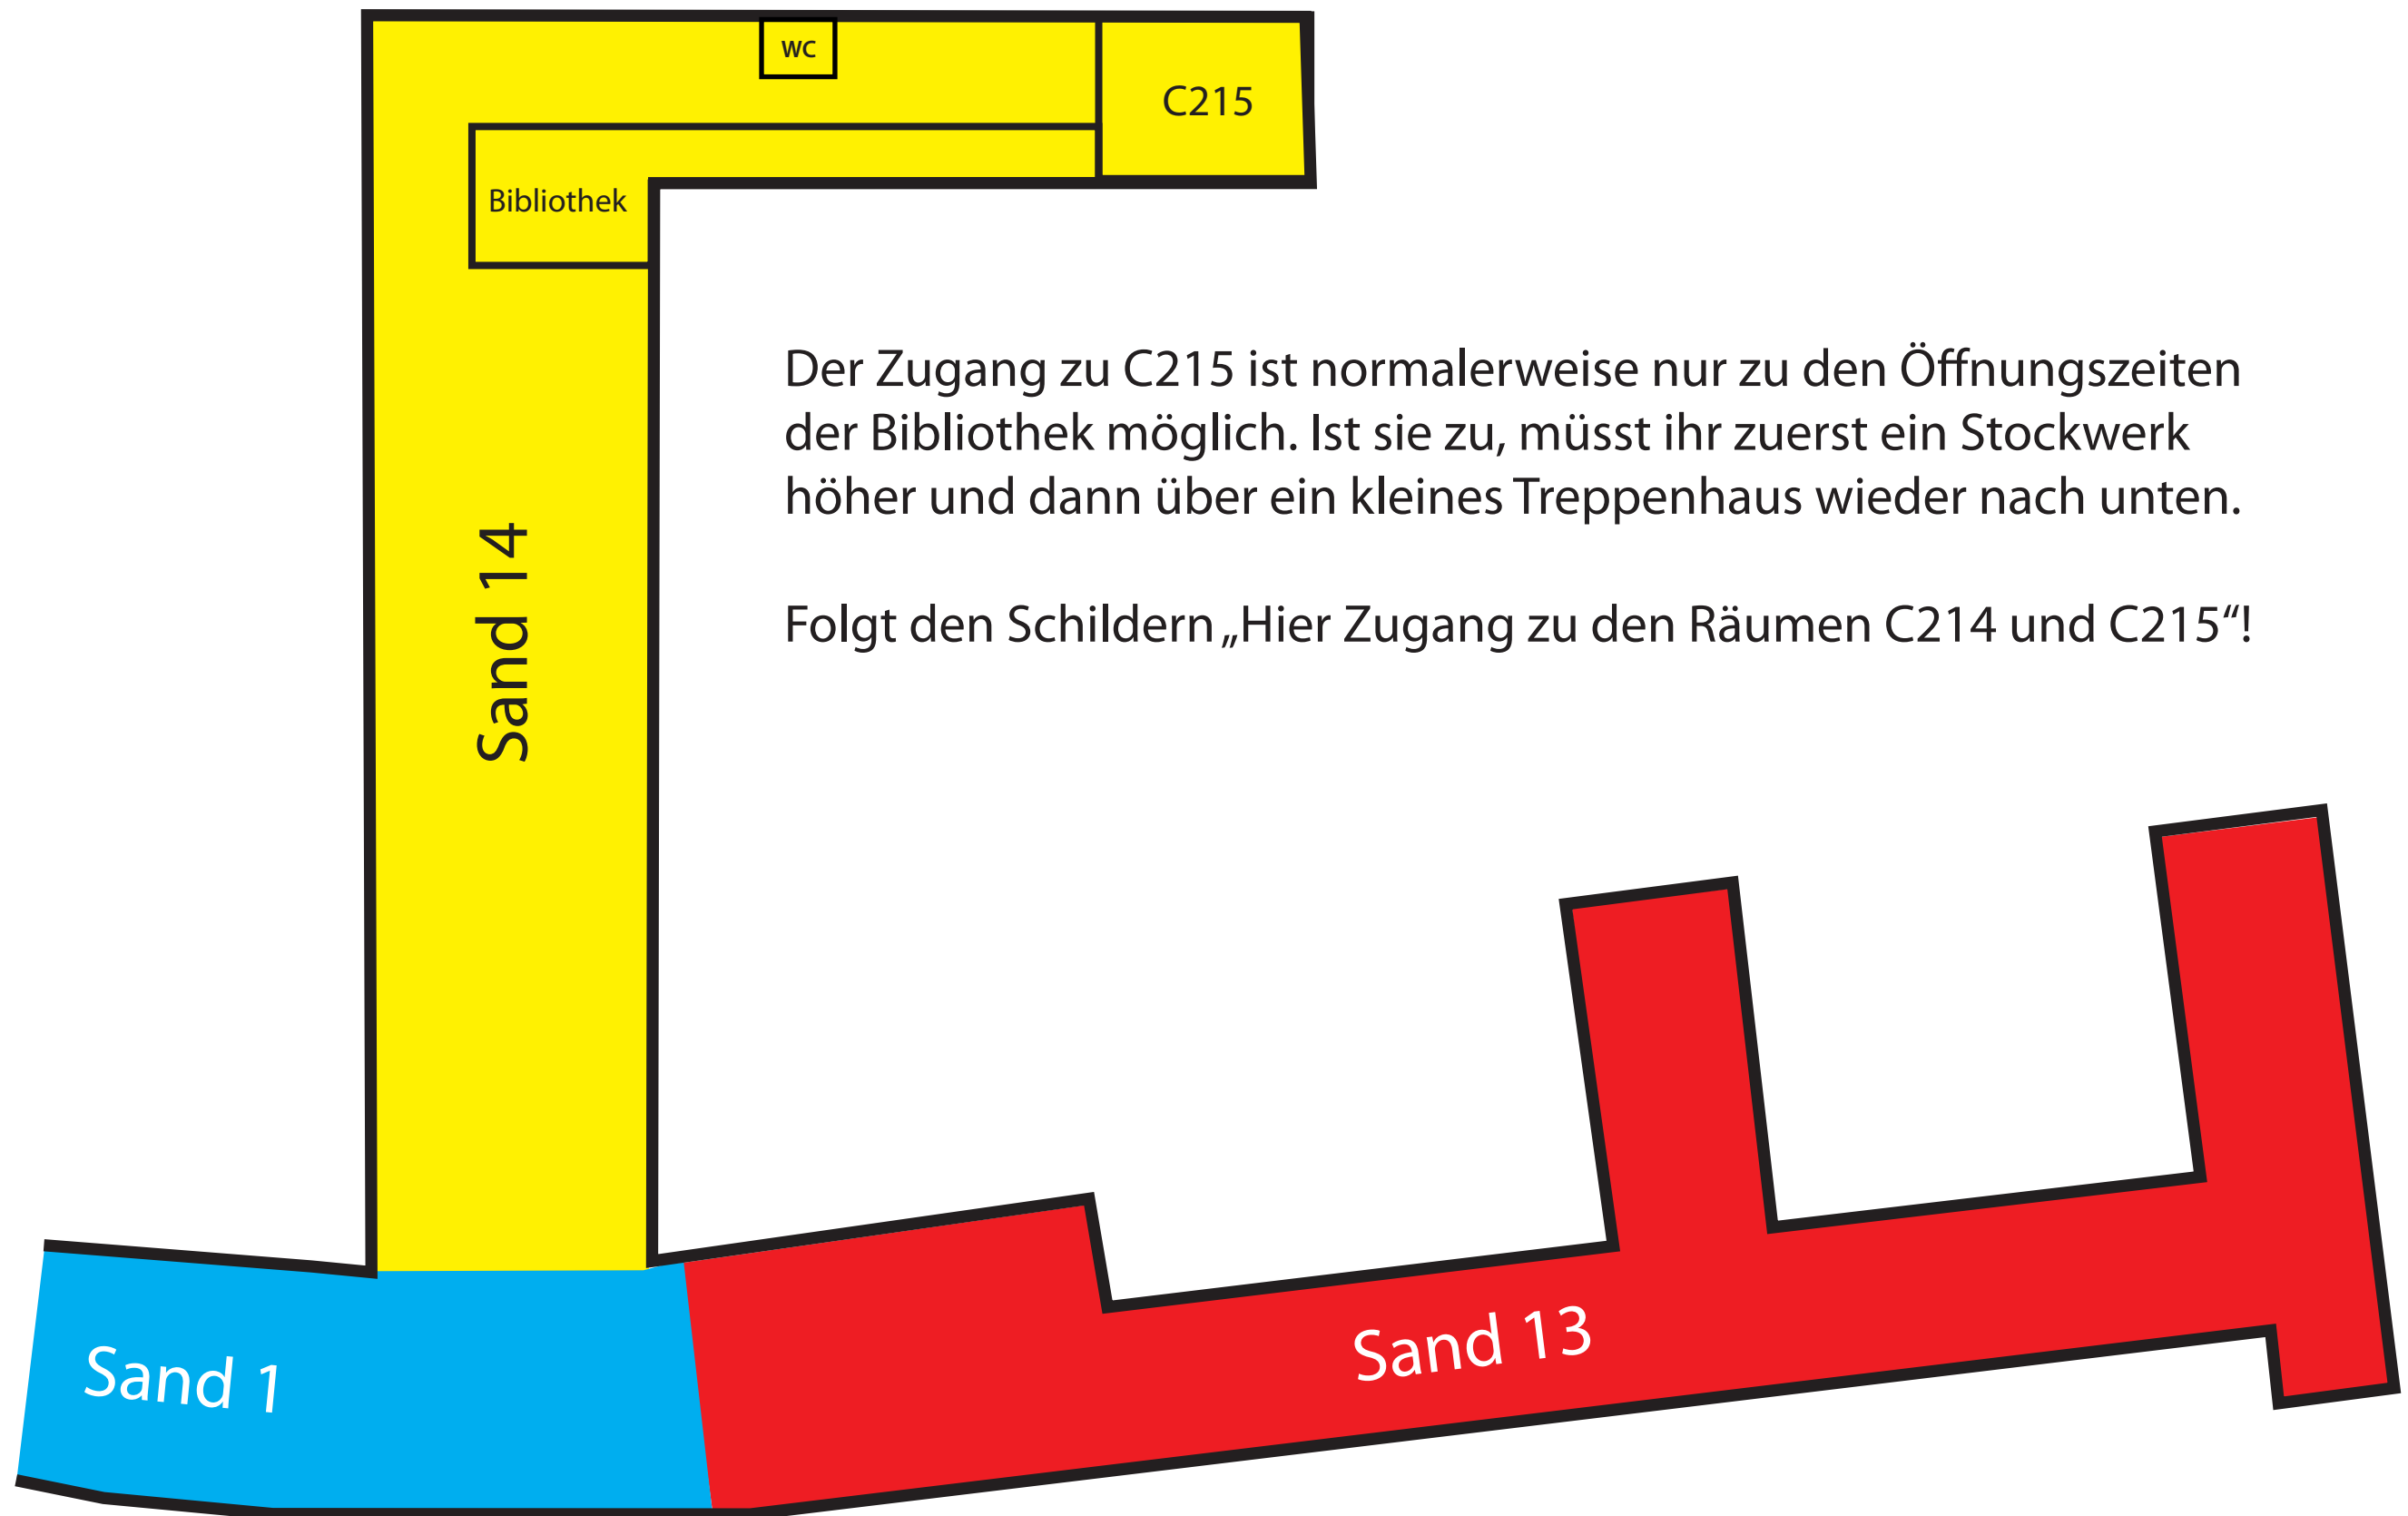 WC
C215
Bibliothek
Der Zugang zu C215 ist normalerweise nur zu den Öffnungszeiten
der Bibliothek möglich. Ist sie zu, müsst ihr zuerst ein Stockwerk
höher und dann über ein kleines Treppenhaus wieder nach unten.
Folgt den Schildern „Hier Zugang zu den Räumen C214 und C215“!
Sand 14
Sand 1
Sand 13